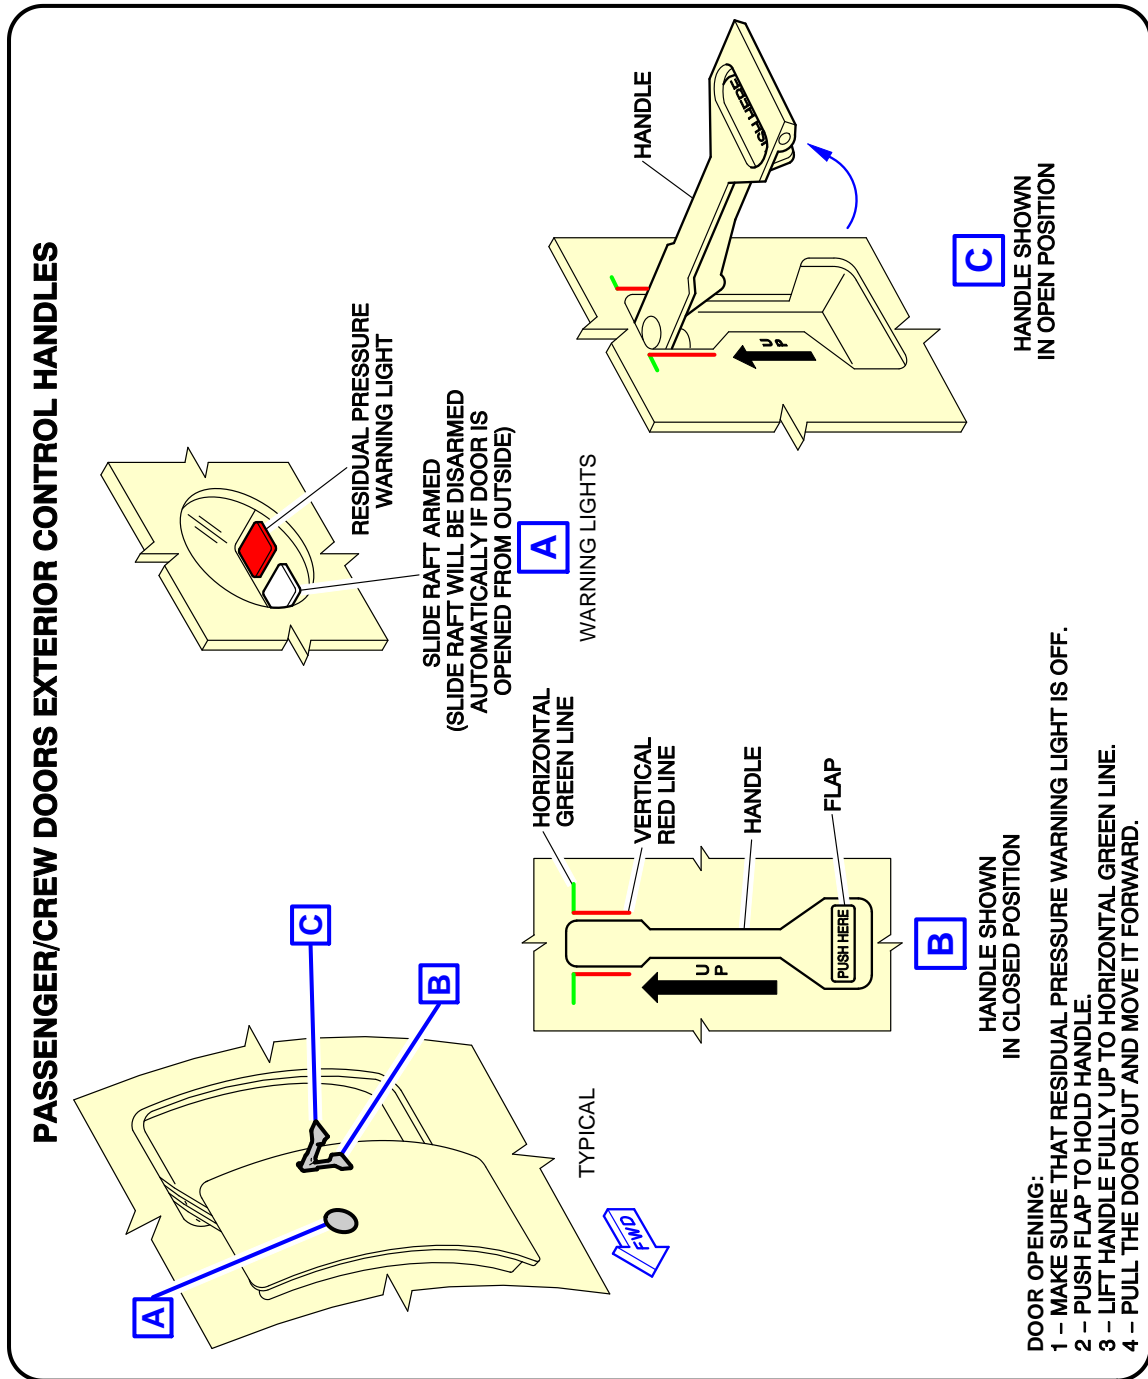 PASSENGER/CREW DOORS EXTERIOR CONTROL HANDLES
A
C
B
FWD
TYPICAL
RESIDUAL PRESSURE
WARNING LIGHT
SLIDE RAFT ARMED
(SLIDE RAFT WILL BE DISARMED
AUTOMATICALLY IF DOOR IS
OPENED FROM OUTSIDE)
A
WARNING LIGHTS
HORIZONTAL
GREEN LINE
VERTICAL
RED LINE
HANDLE
FLAP
UP
PUSH HERE
B
HANDLE SHOWN
IN CLOSED POSITION
HANDLE
USH HERE
UP
C
HANDLE SHOWN
IN OPEN POSITION
DOOR OPENING:
1 – MAKE SURE THAT RESIDUAL PRESSURE WARNING LIGHT IS OFF.
2 – PUSH FLAP TO HOLD HANDLE.
3 – LIFT HANDLE FULLY UP TO HORIZONTAL GREEN LINE.
4 – PULL THE DOOR OUT AND MOVE IT FORWARD.